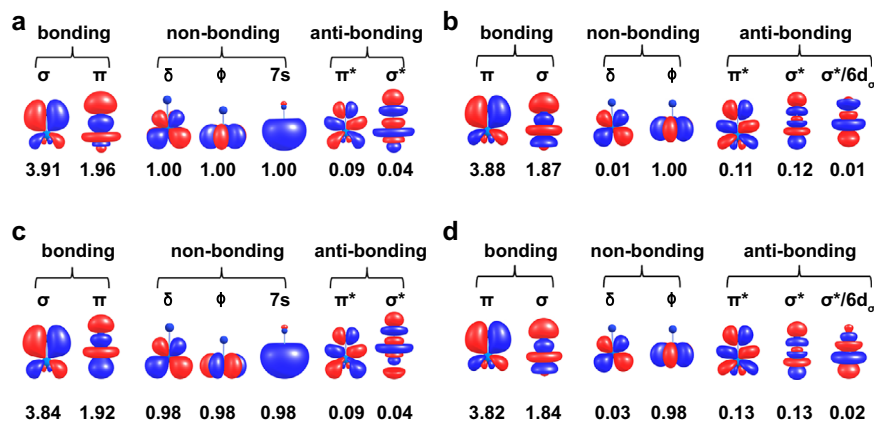 a
bonding non-bonding anti-bonding
σ π δ ϕ 7s π* σ*
3.91 1.96 1.00 1.00 1.00 0.09 0.04
b
bonding non-bonding anti-bonding
π σ δ ϕ π* σ* σ*/6dσ
3.88 1.87 0.01 1.00 0.11 0.12 0.01
c
bonding non-bonding anti-bonding
σ π δ ϕ 7s π* σ*
3.84 1.92 0.98 0.98 0.98 0.09 0.04
d
bonding non-bonding anti-bonding
π σ δ ϕ π* σ* σ*/6dσ
3.82 1.84 0.03 0.98 0.13 0.13 0.02